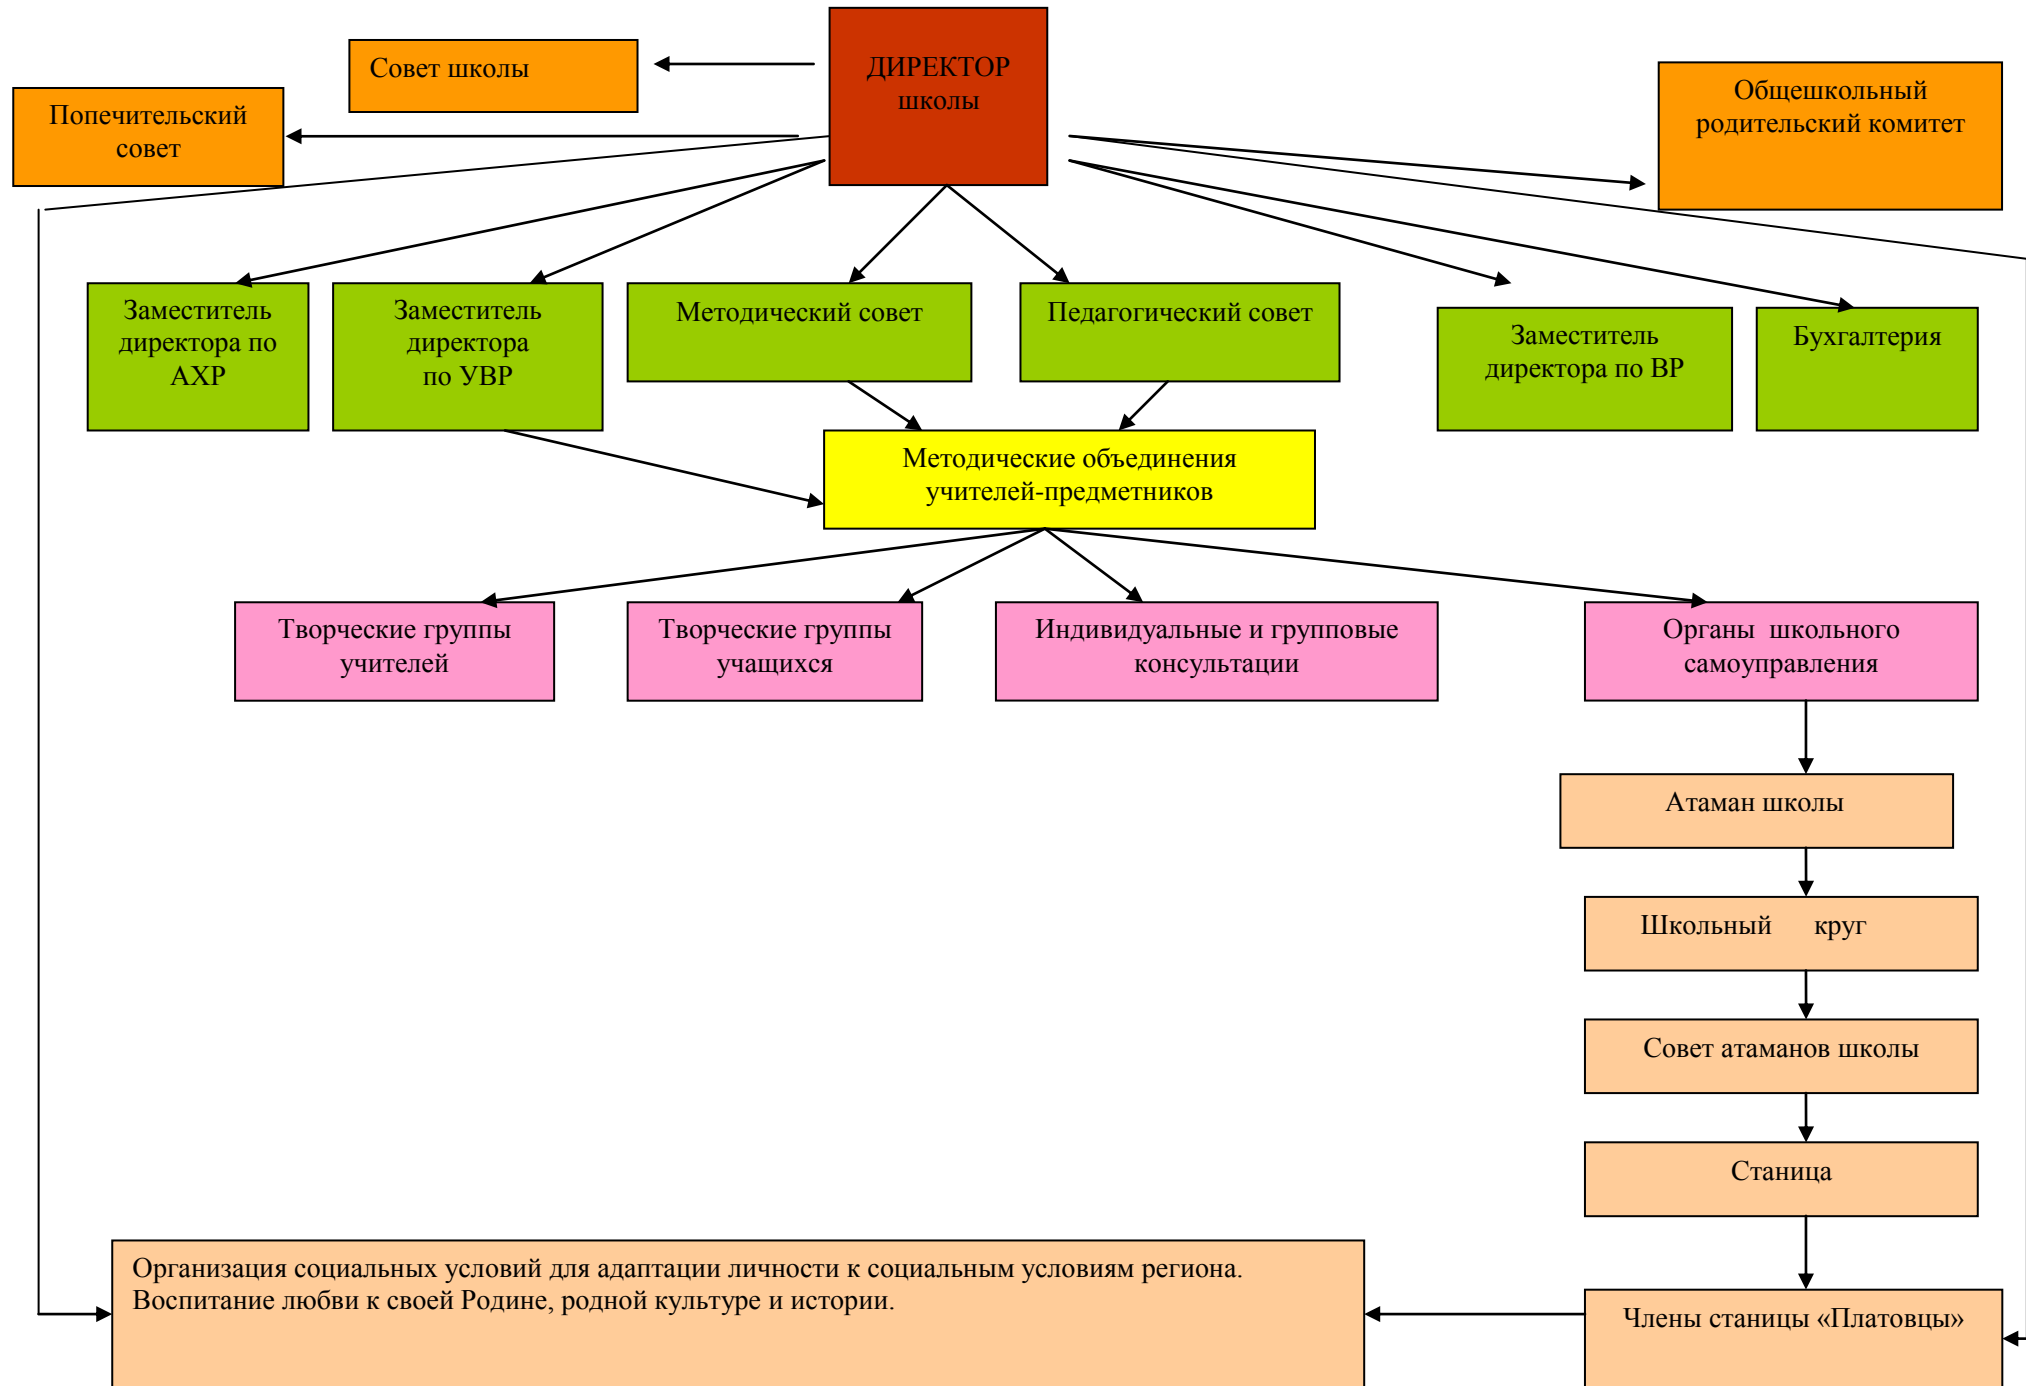 ДИРЕКТОР
школы
Совет школы
Попечительский
совет
Общешкольный
родительский комитет
Заместитель
директора по
АХР
Заместитель
директора
по УВР
Методический совет
Педагогический совет
Заместитель
директора по ВР
Бухгалтерия
Методические объединения
учителей-предметников
Творческие группы
учителей
Творческие группы
учащихся
Индивидуальные и групповые
консультации
Органы школьного
самоуправления
Атаман школы
Школьный круг
Совет атаманов школы
Станица
Организация социальных условий для адаптации личности к социальным условиям региона.
Воспитание любви к своей Родине, родной культуре и истории.
Члены станицы «Платовцы»